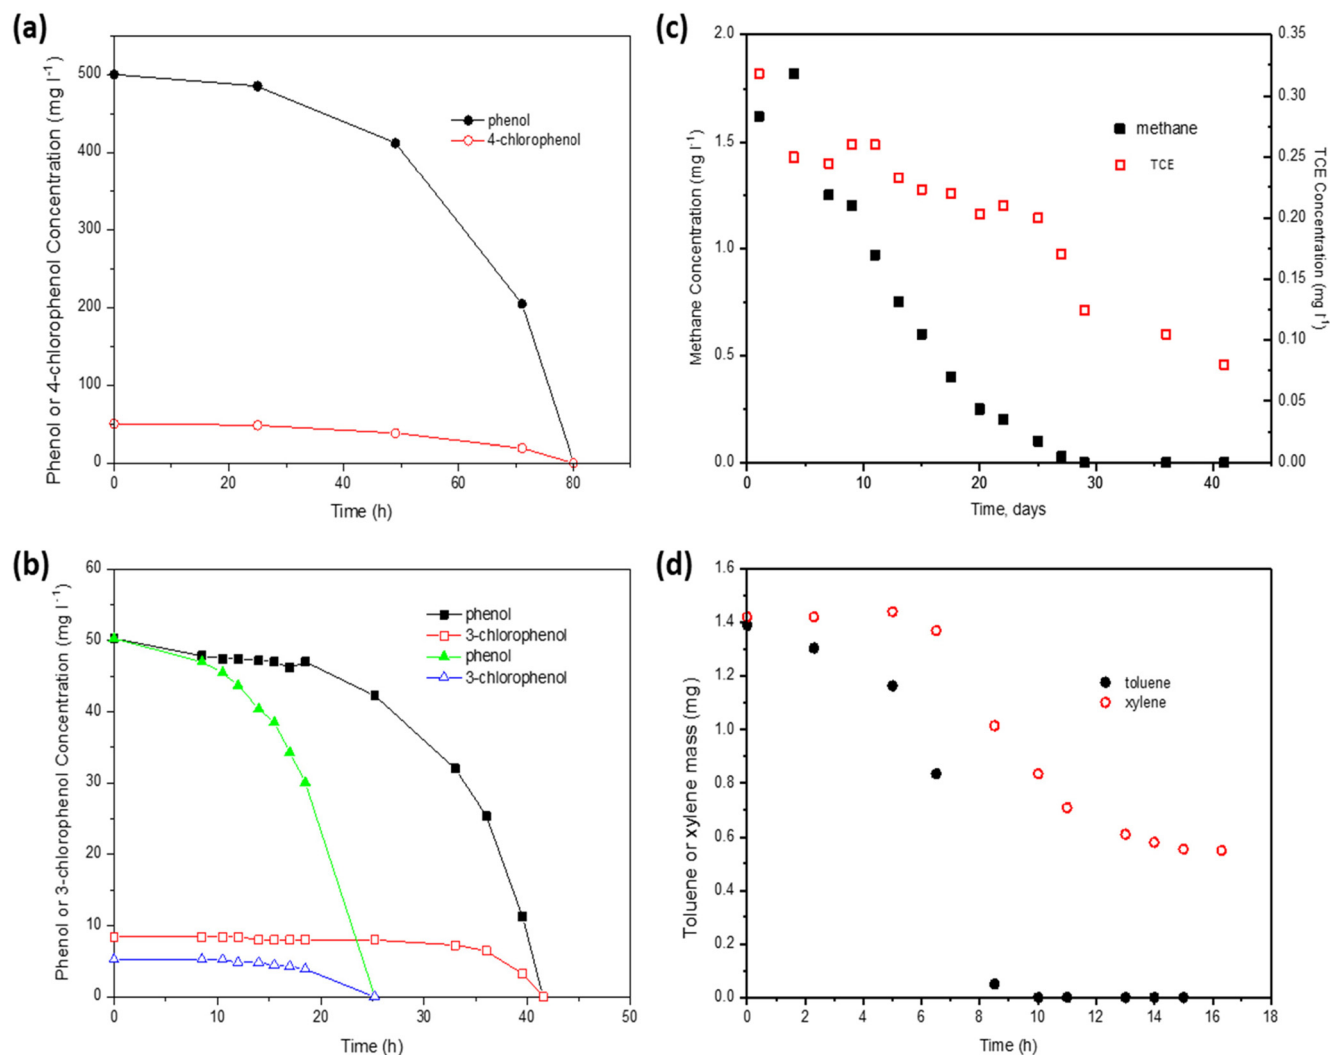 (a)
Phenol or 4-chlorophenol Concentration (mg l-1)
500
400
300
200
100
0
phenol
4-chlorophenol
0 20 40 60 80
Time (h)
(c)
Methane Concentration (mg l-1)
2.0
1.5
1.0
0.5
0.0
methane
TCE
0.35
0.30
0.25
0.20
0.15
0.10
0.05
0.00
TCE Concentration (mg l-1)
0 10 20 30 40
Time, days
(b)
Phenol or 3-chlorophenol Concentration (mg l-1)
60
50
40
30
20
10
0
phenol
3-chlorophenol
phenol
3-chlorophenol
0 10 20 30 40 50
Time (h)
(d)
Toluene or xylene mass (mg)
1.6
1.4
1.2
1.0
0.8
0.6
0.4
0.2
0.0
toluene
xylene
0 2 4 6 8 10 12 14 16 18
Time (h)